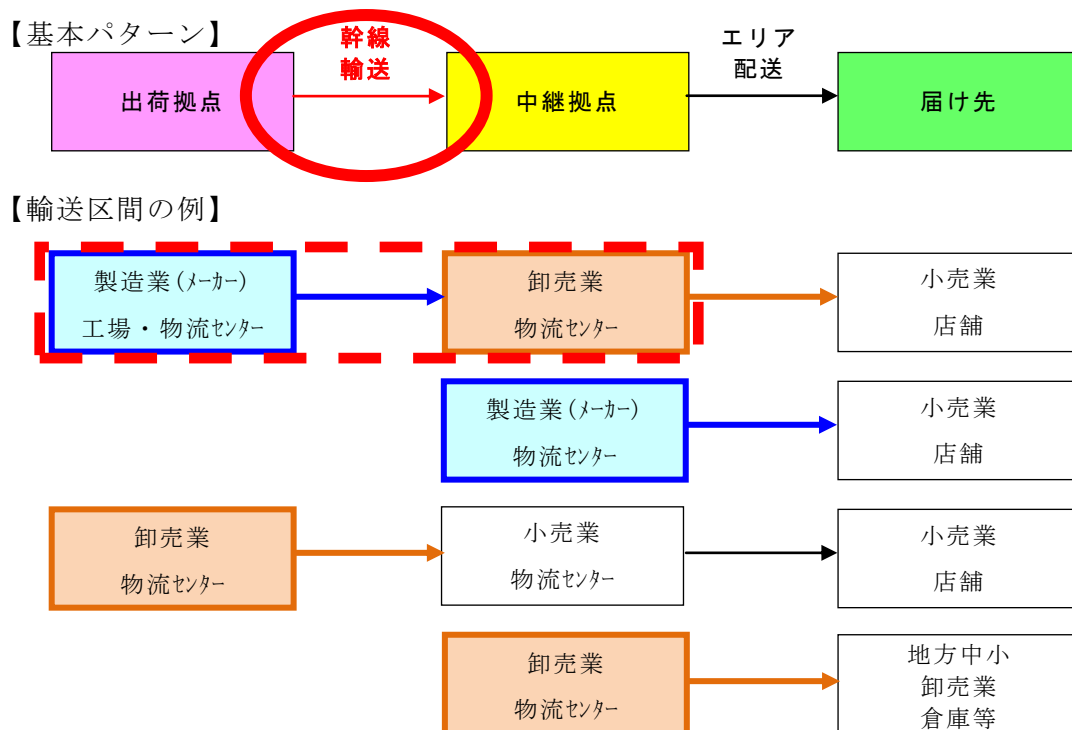 【基本パターン】
幹線
輸送
エリア
配送
出荷拠点
中継拠点
届け先
【輸送区間の例】
製造業(ﾒｰｶｰ)
工場・物流ｾﾝﾀｰ
卸売業
物流ｾﾝﾀｰ
小売業
店舗
製造業(ﾒｰｶｰ)
物流ｾﾝﾀｰ
小売業
店舗
卸売業
物流ｾﾝﾀｰ
小売業
物流ｾﾝﾀｰ
小売業
店舗
卸売業
物流ｾﾝﾀｰ
地方中小
卸売業
倉庫等